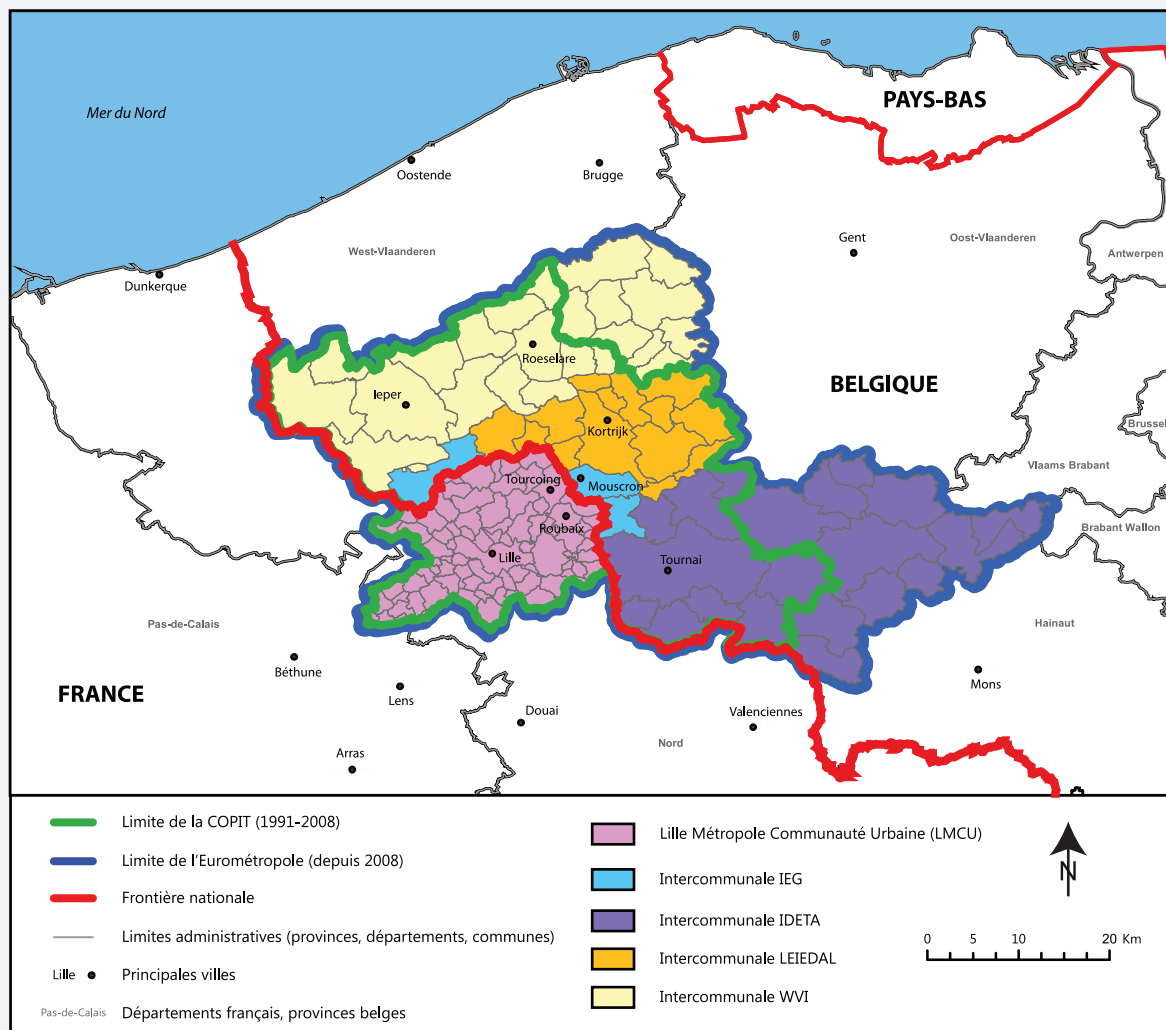 Mer du Nord
PAYS-BAS
Oostende
Brugge
West-Vlaanderen
Gent
Oost-Vlaanderen
Antwerpen
Dunkerque
Roeselare
BELGIQUE
Ieper
Kortrijk
Brussel
Vlaams Brabant
Mouscron
Tourcoing
Roubaix
Brabant Wallon
Lille
Tournai
Pas-de-Calais
Hainaut
Béthune
Mons
FRANCE
Lens
Douai
Valenciennes
Nord
Arras
Limite de la COPIT (1991-2008)
Limite de l'Eurométropole (depuis 2008)
Frontière nationale
Limites administratives (provinces, départements, communes)
Lille Principales villes
Pas-de-Calais Départements français, provinces belges
Lille Métropole Communauté Urbaine (LMCU)
Intercommunale IEG
Intercommunale IDETA
Intercommunale LEIEDAL
Intercommunale WVI
N
0 5 10 20 Km